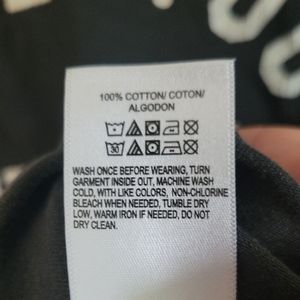 100% COTTON/ COTON/
ALGODON
30
WASH ONCE BEFORE WEARING, TURN
GARMENT INSIDE OUT, MACHINE WASH
COLD, WITH LIKE COLORS, NON-CHLORINE
BLEACH WHEN NEEDED, TUMBLE DRY
LOW, WARM IRON IF NEEDED, DO NOT
DRY CLEAN.